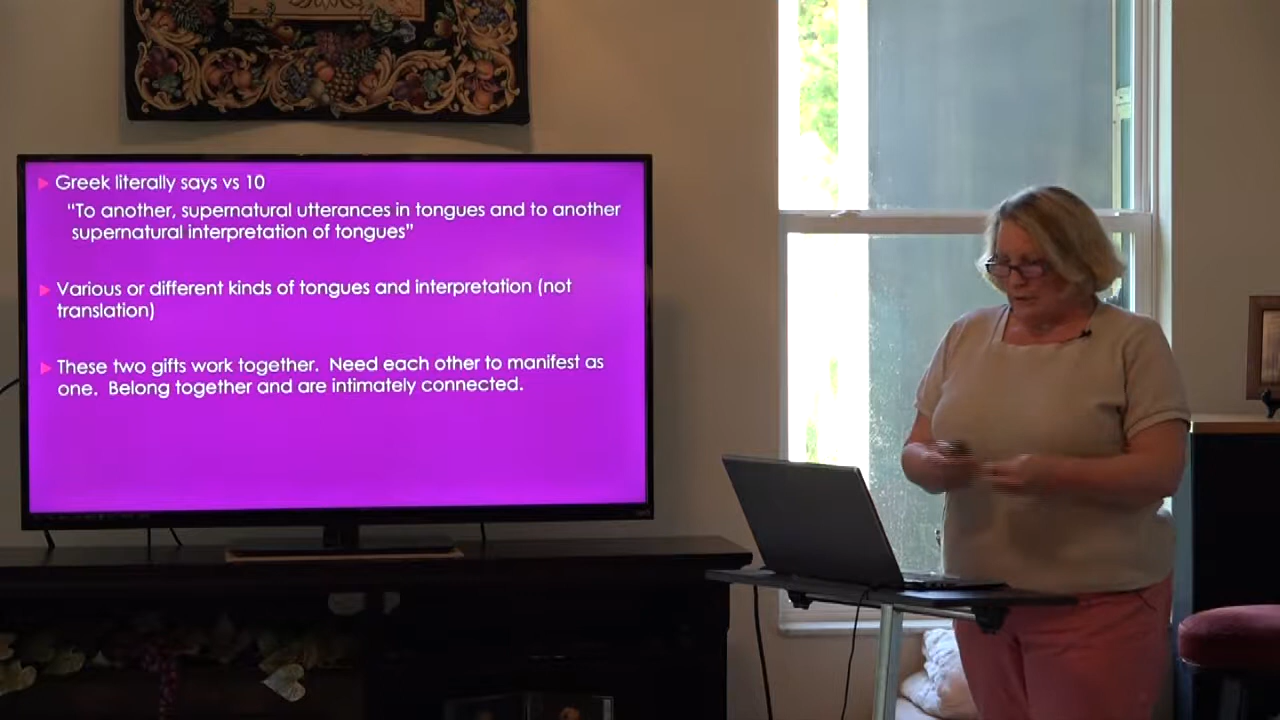 Greek literally says vs 10
"To another, supernatural utterances in tongues and to another
supernatural interpretation of tongues"
Various or different kinds of tongues and interpretation (not
translation)
These two gifts work together. Need each other to manifest as
one. Belong together and are intimately connected.